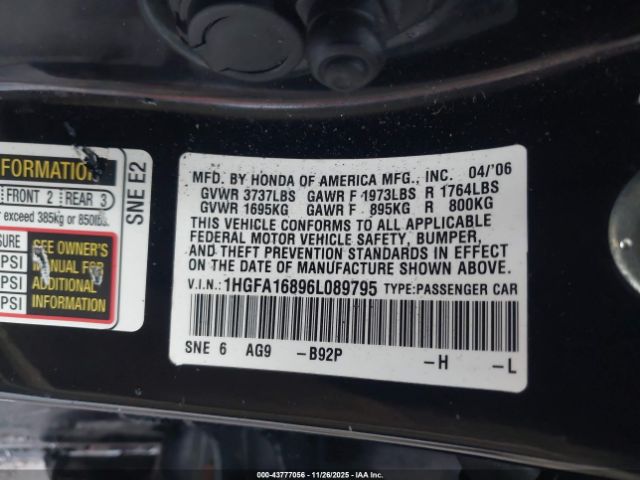 FORMATION
FRONT 2 REAR 3
exceed 385kg or 850lbs.
SURE
PSI
PSI
PSI
SEE OWNER'S
MANUAL FOR
ADDITIONAL
INFORMATION
SNE E2
MFD. BY HONDA OF AMERICA MFG., INC. 04/'06
GVWR 3737LBS GAWR F 1973LBS R 1764LBS
GVWR 1695KG GAWR F 895KG R 800KG
THIS VEHICLE CONFORMS TO ALL APPLICABLE
FEDERAL MOTOR VEHICLE SAFETY, BUMPER,
AND THEFT PREVENTION STANDARDS IN EFFECT
ON THE DATE OF MANUFACTURE SHOWN ABOVE.
V.I.N.: 1HGFA16896L089795 TYPE:PASSENGER CAR
SNE 6 AG9 -B92P -H -L
000-43777056 - 11/26/2025 - IAA Inc.